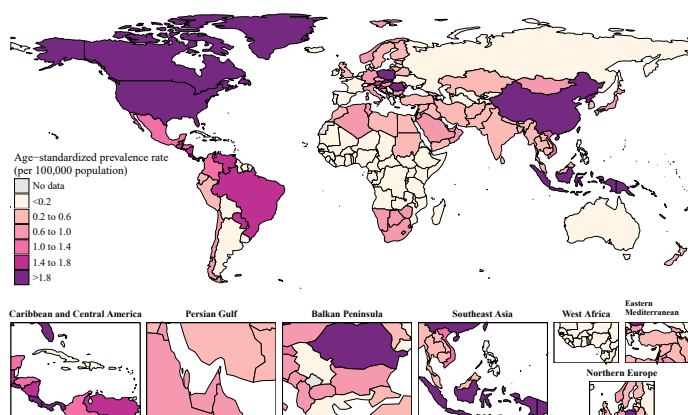 Age−standardized prevalence rate
(per 100,000 population)
No data
<0.2
0.2 to 0.6
0.6 to 1.0
1.0 to 1.4
1.4 to 1.8
>1.8
Caribbean and Central America
Persian Gulf
Balkan Peninsula
Southeast Asia
West Africa
Eastern
Mediterranean
Northern Europe